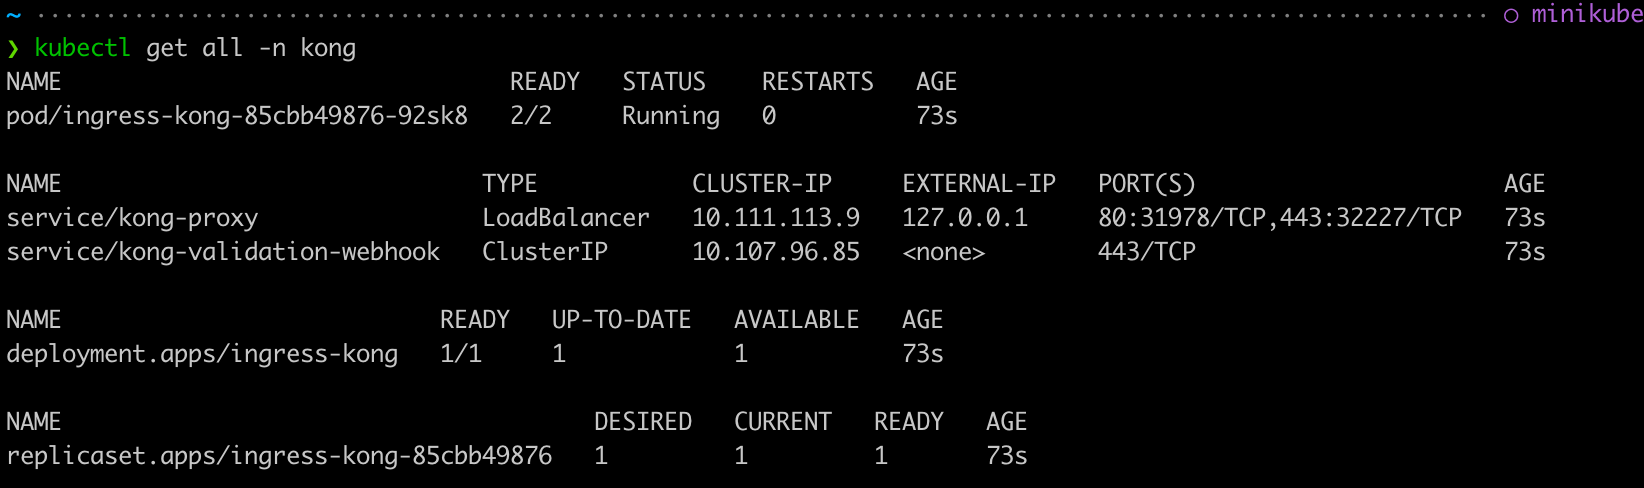 ~ ○ minikube
❯ kubectl get all -n kong
NAME READY STATUS RESTARTS AGE
pod/ingress-kong-85cbb49876-92sk8 2/2 Running 0 73s
NAME TYPE CLUSTER-IP EXTERNAL-IP PORT(S) AGE
service/kong-proxy LoadBalancer 10.111.113.9 127.0.0.1 80:31978/TCP,443:32227/TCP 73s
service/kong-validation-webhook ClusterIP 10.107.96.85 <none> 443/TCP 73s
NAME READY UP-TO-DATE AVAILABLE AGE
deployment.apps/ingress-kong 1/1 1 1 73s
NAME DESIRED CURRENT READY AGE
replicaset.apps/ingress-kong-85cbb49876 1 1 1 73s